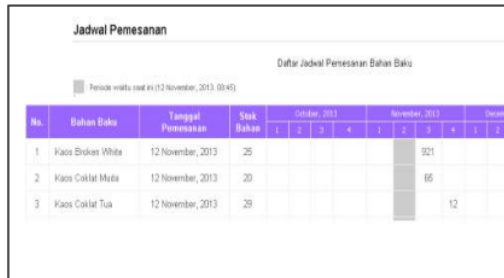 Jadwal Pemesanan
Daftar Jadwal Pemesanan Bahan Baku
Periode waktu saat ini (12 November, 2013 08:45)
No. Bahan Baku Tanggal Pemesanan Stok Bahan October, 2013 November, 2013
1 2 3 4 1 2 3 4 1 2
1 Kaos Broken White 12 November, 2013 25 921
2 Kaos Coklat Muda 12 November, 2013 20 66
3 Kaos Coklat Tua 12 November, 2013 29 12